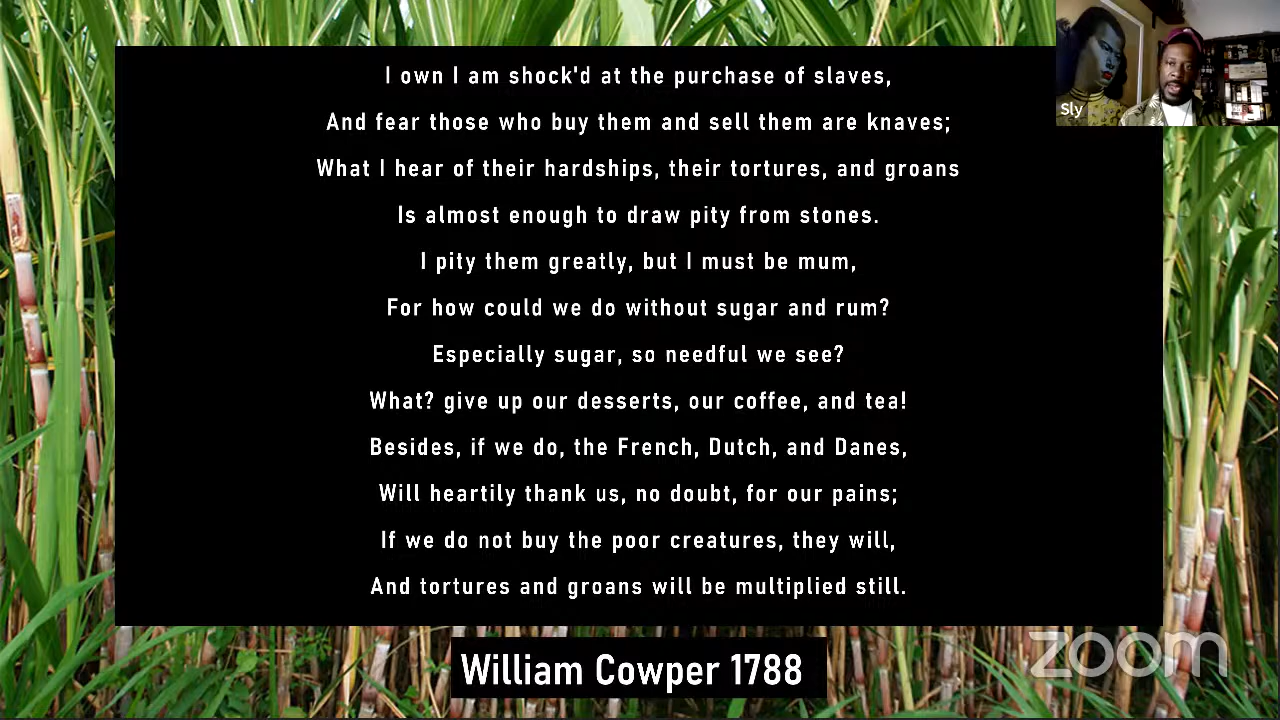 I own I am shock'd at the purchase of slaves,
And fear those who buy them and sell them are knaves;
What I hear of their hardships, their tortures, and groans
Is almost enough to draw pity from stones.
I pity them greatly, but I must be mum,
For how could we do without sugar and rum?
Especially sugar, so needful we see?
What? give up our desserts, our coffee, and tea!
Besides, if we do, the French, Dutch, and Danes,
Will heartily thank us, no doubt, for our pains;
If we do not buy the poor creatures, they will,
And tortures and groans will be multiplied still.
William Cowper 1788
Sly
zoom